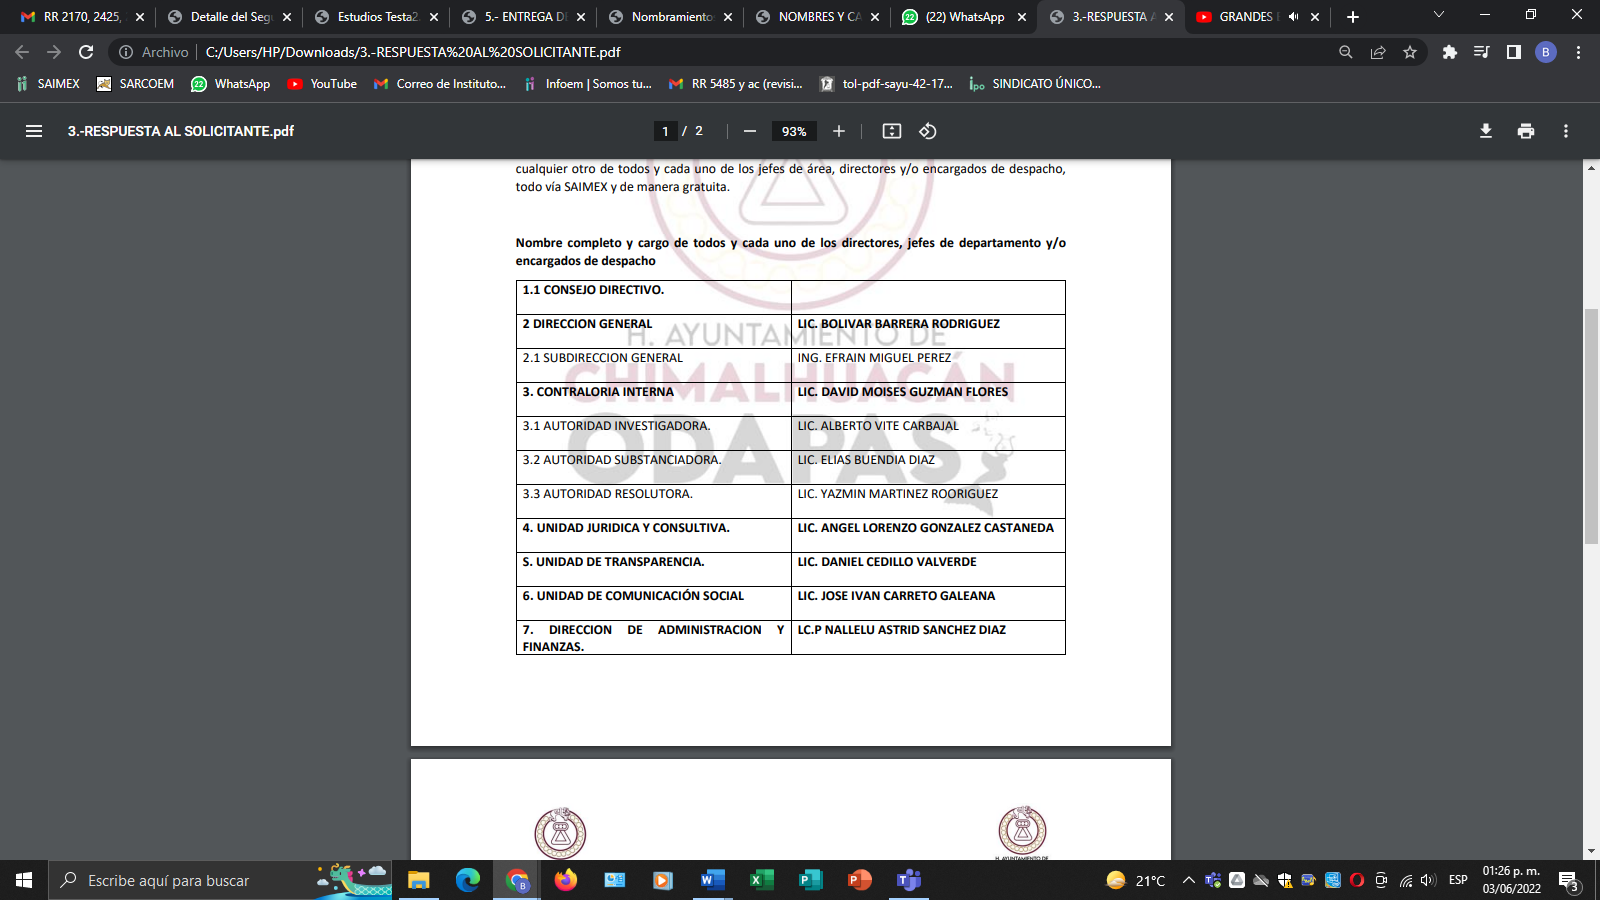 RR 2170, 2425,
Detalle del Seg
Estudios Testa2
5.- ENTREGA DE
Nombramiento
NOMBRES Y CA
(22) WhatsApp
3.-RESPUESTA A
GRANDES E
Archivo
C:/Users/HP/Downloads/3.-RESPUESTA%20AL%20SOLICITANTE.pdf
B
SAIMEX
SARCOEM
WhatsApp
YouTube
Correo de Instituto...
Infoem | Somos tu...
RR 5485 y ac (revisi...
tol-pdf-sayu-42-17...
SINDICATO ÚNICO...
3.-RESPUESTA AL SOLICITANTE.pdf
1 / 2
93%
cualquier otro de todos y cada uno de los jefes de área, directores y/o encargados de despacho,
todo vía SAIMEX y de manera gratuita.
Nombre completo y cargo de todos y cada uno de los directores, jefes de departamento y/o
encargados de despacho
1.1 CONSEJO DIRECTIVO.
2 DIRECCION GENERAL LIC. BOLIVAR BARRERA RODRIGUEZ
H. AYUNTAMIENTO DE
2.1 SUBDIRECCION GENERAL ING. EFRAIN MIGUEL PEREZ
CHIMALHUACÁN
3. CONTRALORIA INTERNA LIC. DAVID MOISES GUZMAN FLORES
3.1 AUTORIDAD INVESTIGADORA. LIC. ALBERTO VITE CARBAJAL
ODAPAS
3.2 AUTORIDAD SUBSTANCIADORA. LIC. ELIAS BUENDIA DIAZ
3.3 AUTORIDAD RESOLUTORA. LIC. YAZMIN MARTINEZ ROORIGUEZ
4. UNIDAD JURIDICA Y CONSULTIVA. LIC. ANGEL LORENZO GONZALEZ CASTANEDA
S. UNIDAD DE TRANSPARENCIA. LIC. DANIEL CEDILLO VALVERDE
6. UNIDAD DE COMUNICACIÓN SOCIAL LIC. JOSE IVAN CARRETO GALEANA
7. DIRECCION DE ADMINISTRACION Y LC.P NALLELU ASTRID SANCHEZ DIAZ
FINANZAS.
H. AYUNTAMIENTO DE
Escribe aquí para buscar
21°C
ESP
01:26 p. m.
03/06/2022
3